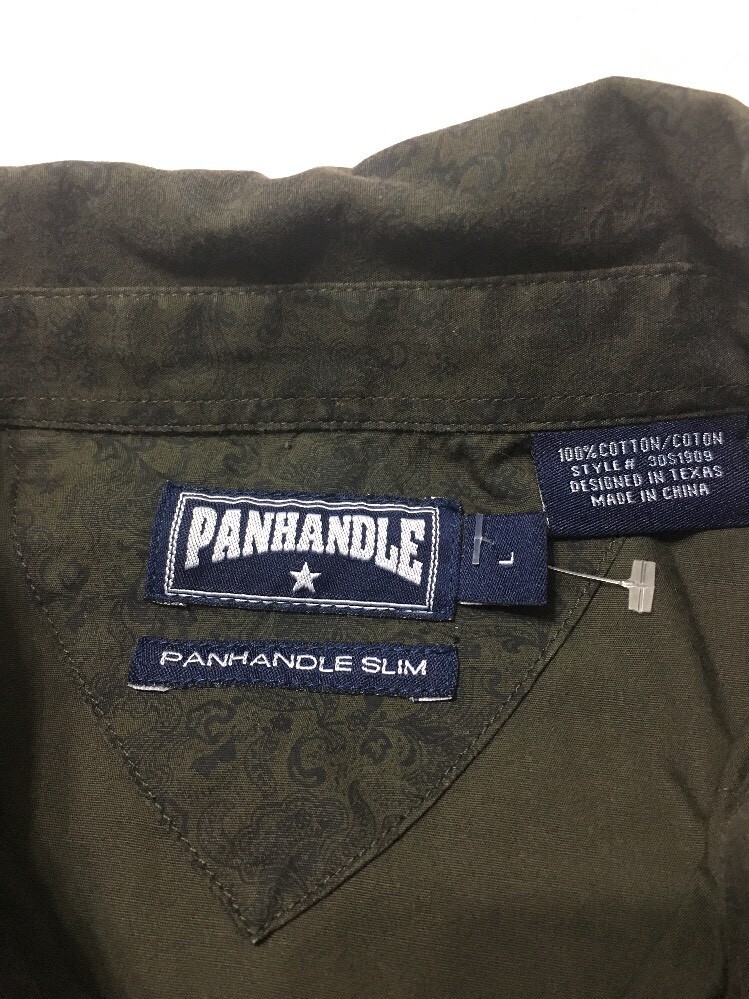 PANHANDLE
L
PANHANDLE SLIM
100% COTTON/COTON
STYLE# 30S1909
DESIGNED IN TEXAS
MADE IN CHINA